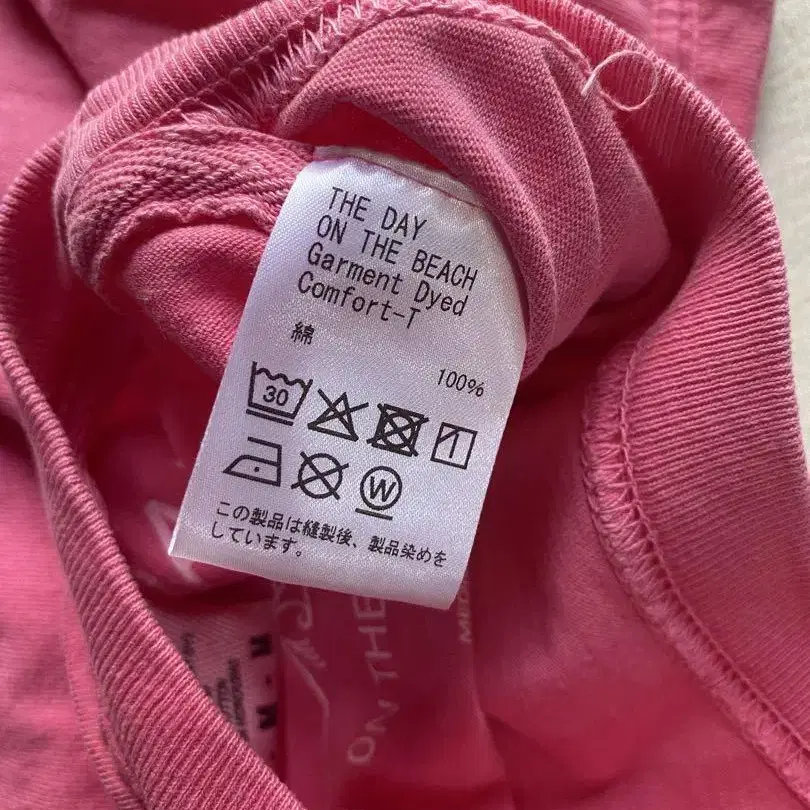 THE DAY
ON THE BEACH
Garment Dyed
Comfort-T
綿
100%
30
W
この製品は縫製後、製品染めを
しています。
M - M
ON THE